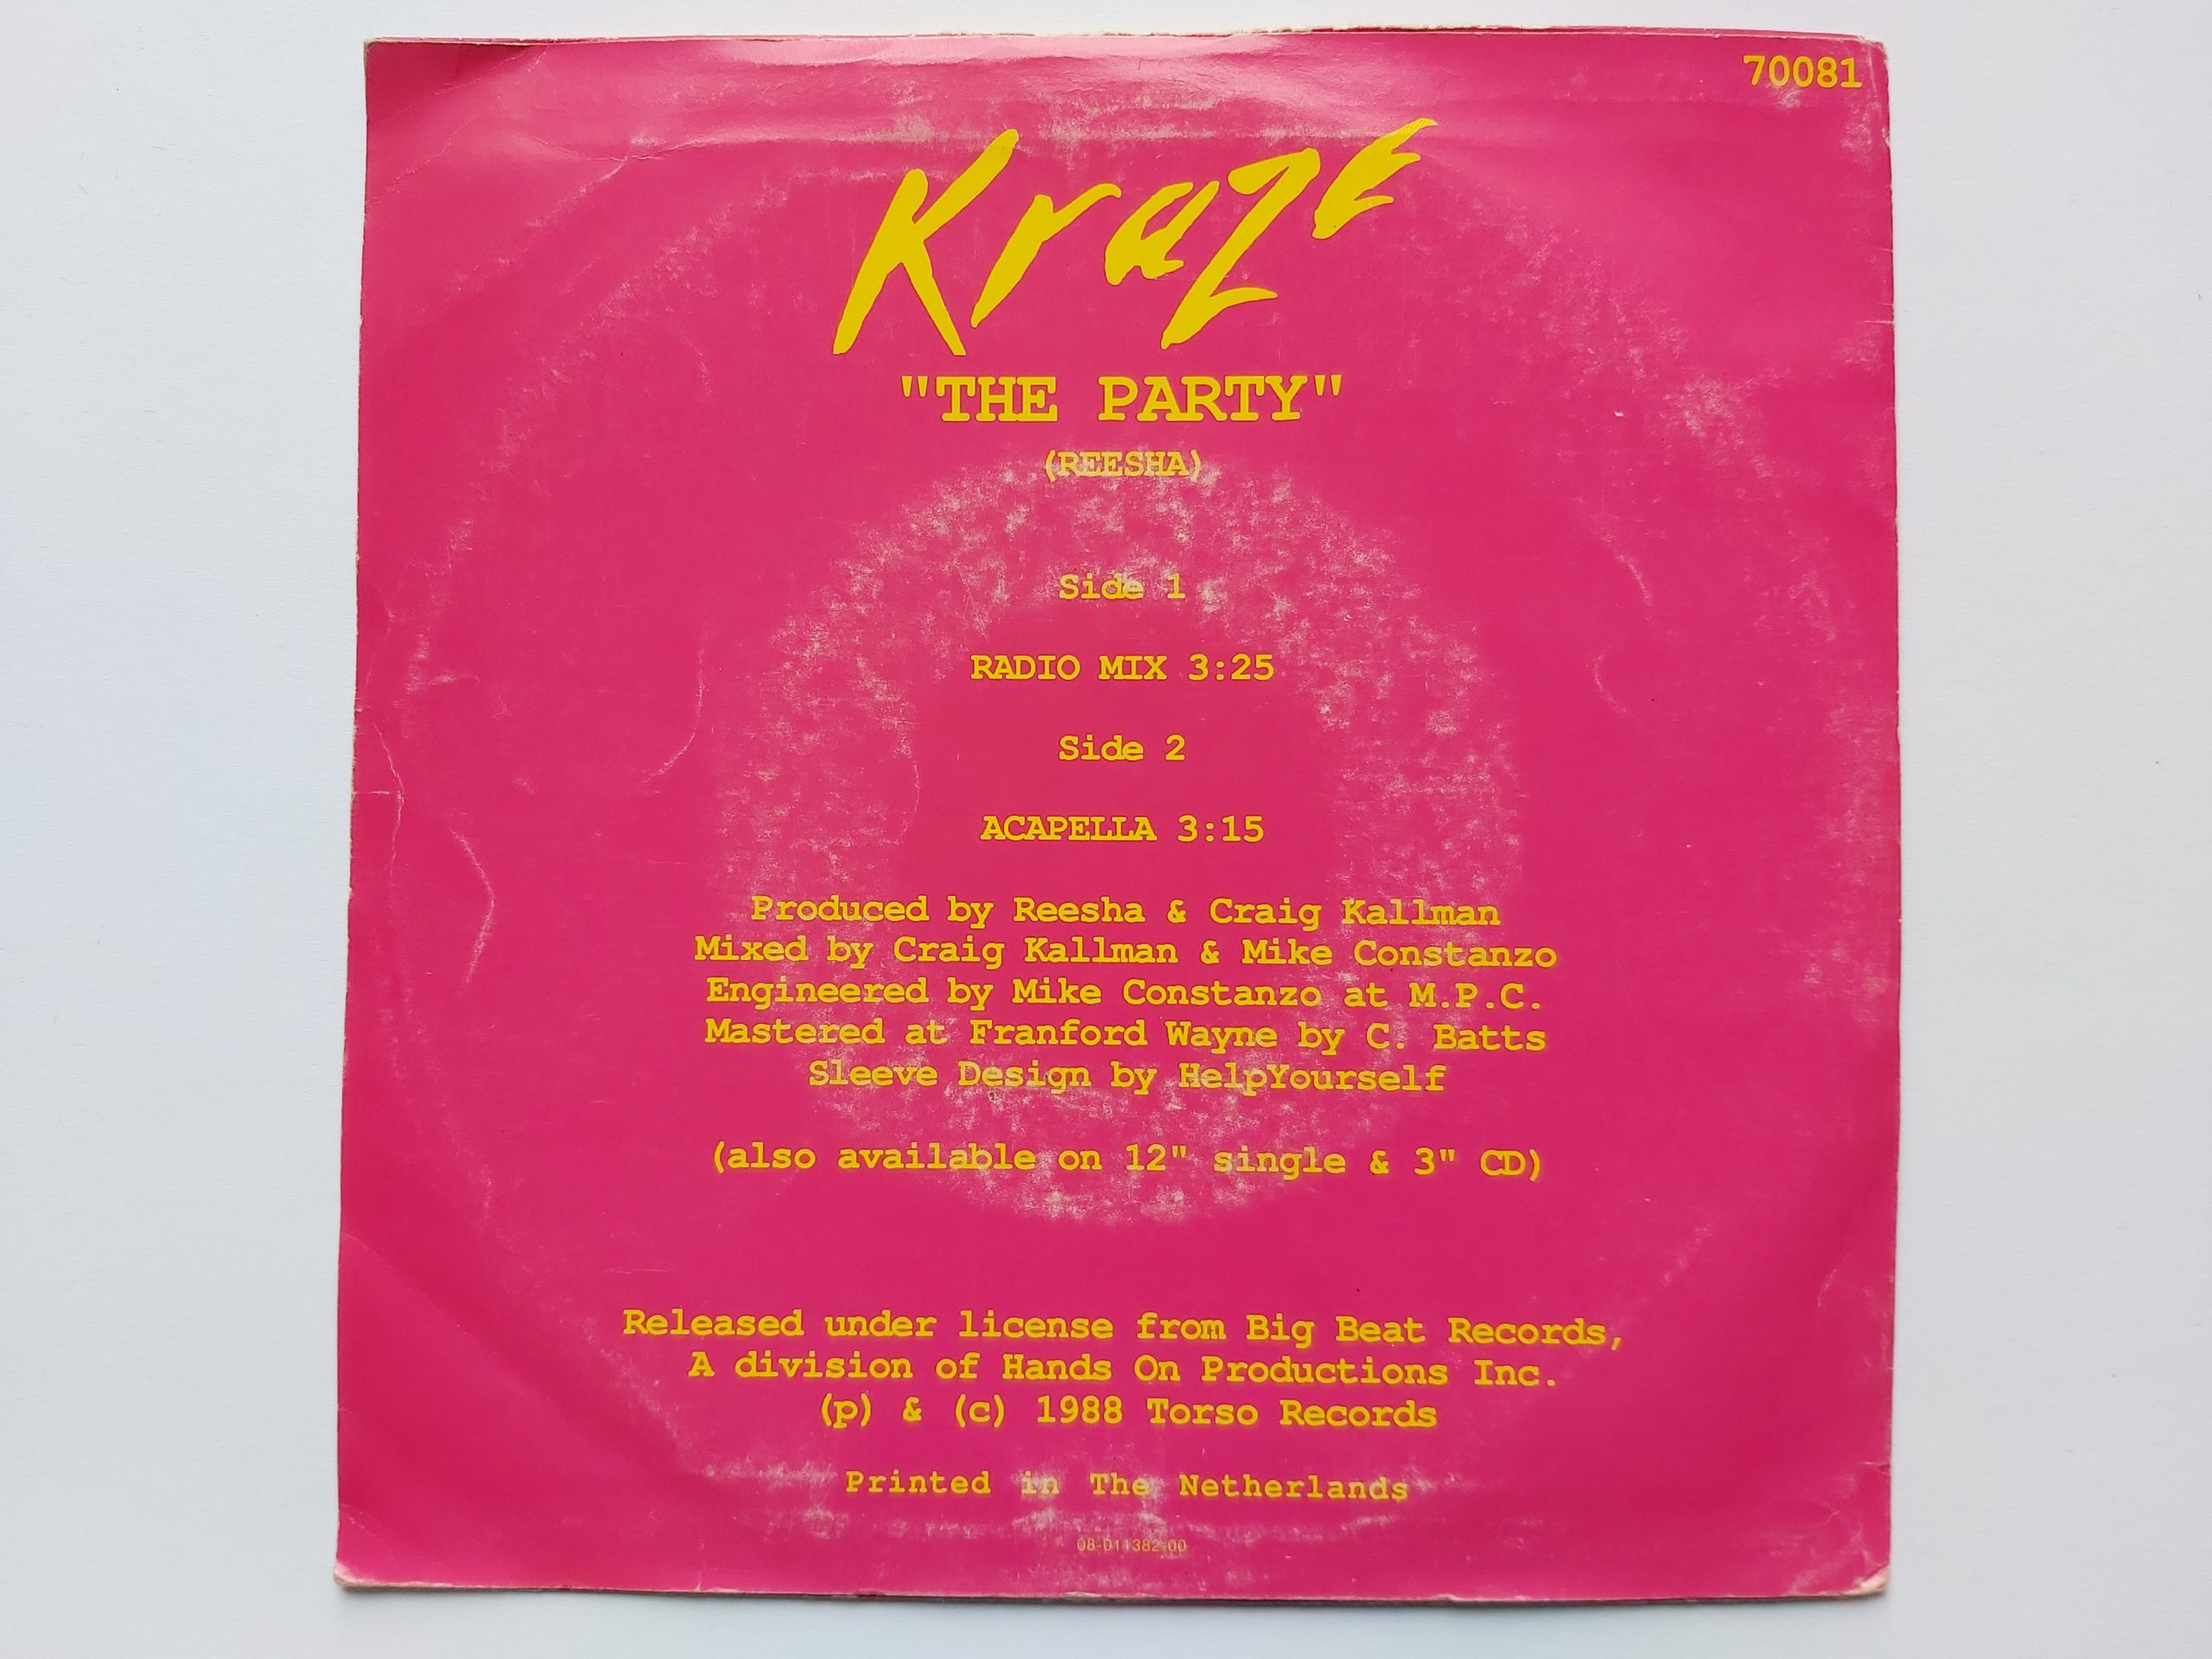 70081
Kraze
"THE PARTY"
(REESHA)
Side 1
RADIO MIX 3:25
Side 2
ACAPELLA 3:15
Produced by Reesha & Craig Kallman
Mixed by Craig Kallman & Mike Constanzo
Engineered by Mike Constanzo at M.P.C.
Mastered at Franford Wayne by C. Batts
Sleeve Design by HelpYourself
(also available on 12" single & 3" CD)
Released under license from Big Beat Records,
A division of Hands On Productions Inc.
(p) & (c) 1988 Torso Records
Printed in The Netherlands
08-011382-00